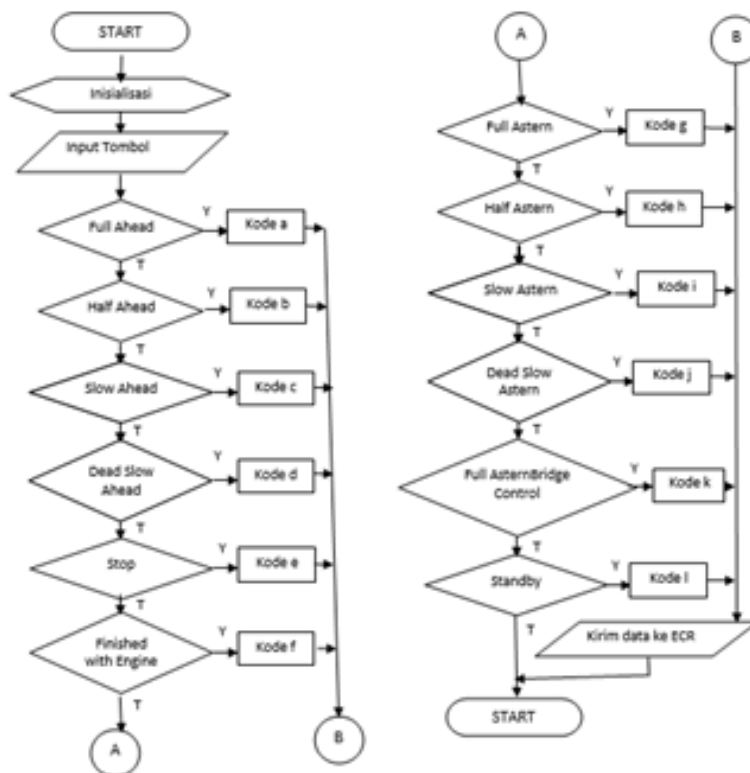 START
Inisialisasi
Input Tombol
Full Ahead
Y
Kode a
T
Half Ahead
Y
Kode b
T
Slow Ahead
Y
Kode c
T
Dead Slow
Ahead
Y
Kode d
T
Stop
Y
Kode e
T
Finished
with Engine
Y
Kode f
T
A
B
A
B
Full Astern
Y
Kode g
T
Half Astern
Y
Kode h
T
Slow Astern
Y
Kode i
T
Dead Slow
Astern
Y
Kode j
T
Full AsternBridge
Control
Y
Kode k
T
Standby
Y
Kode l
T
Kirim data ke ECR
START